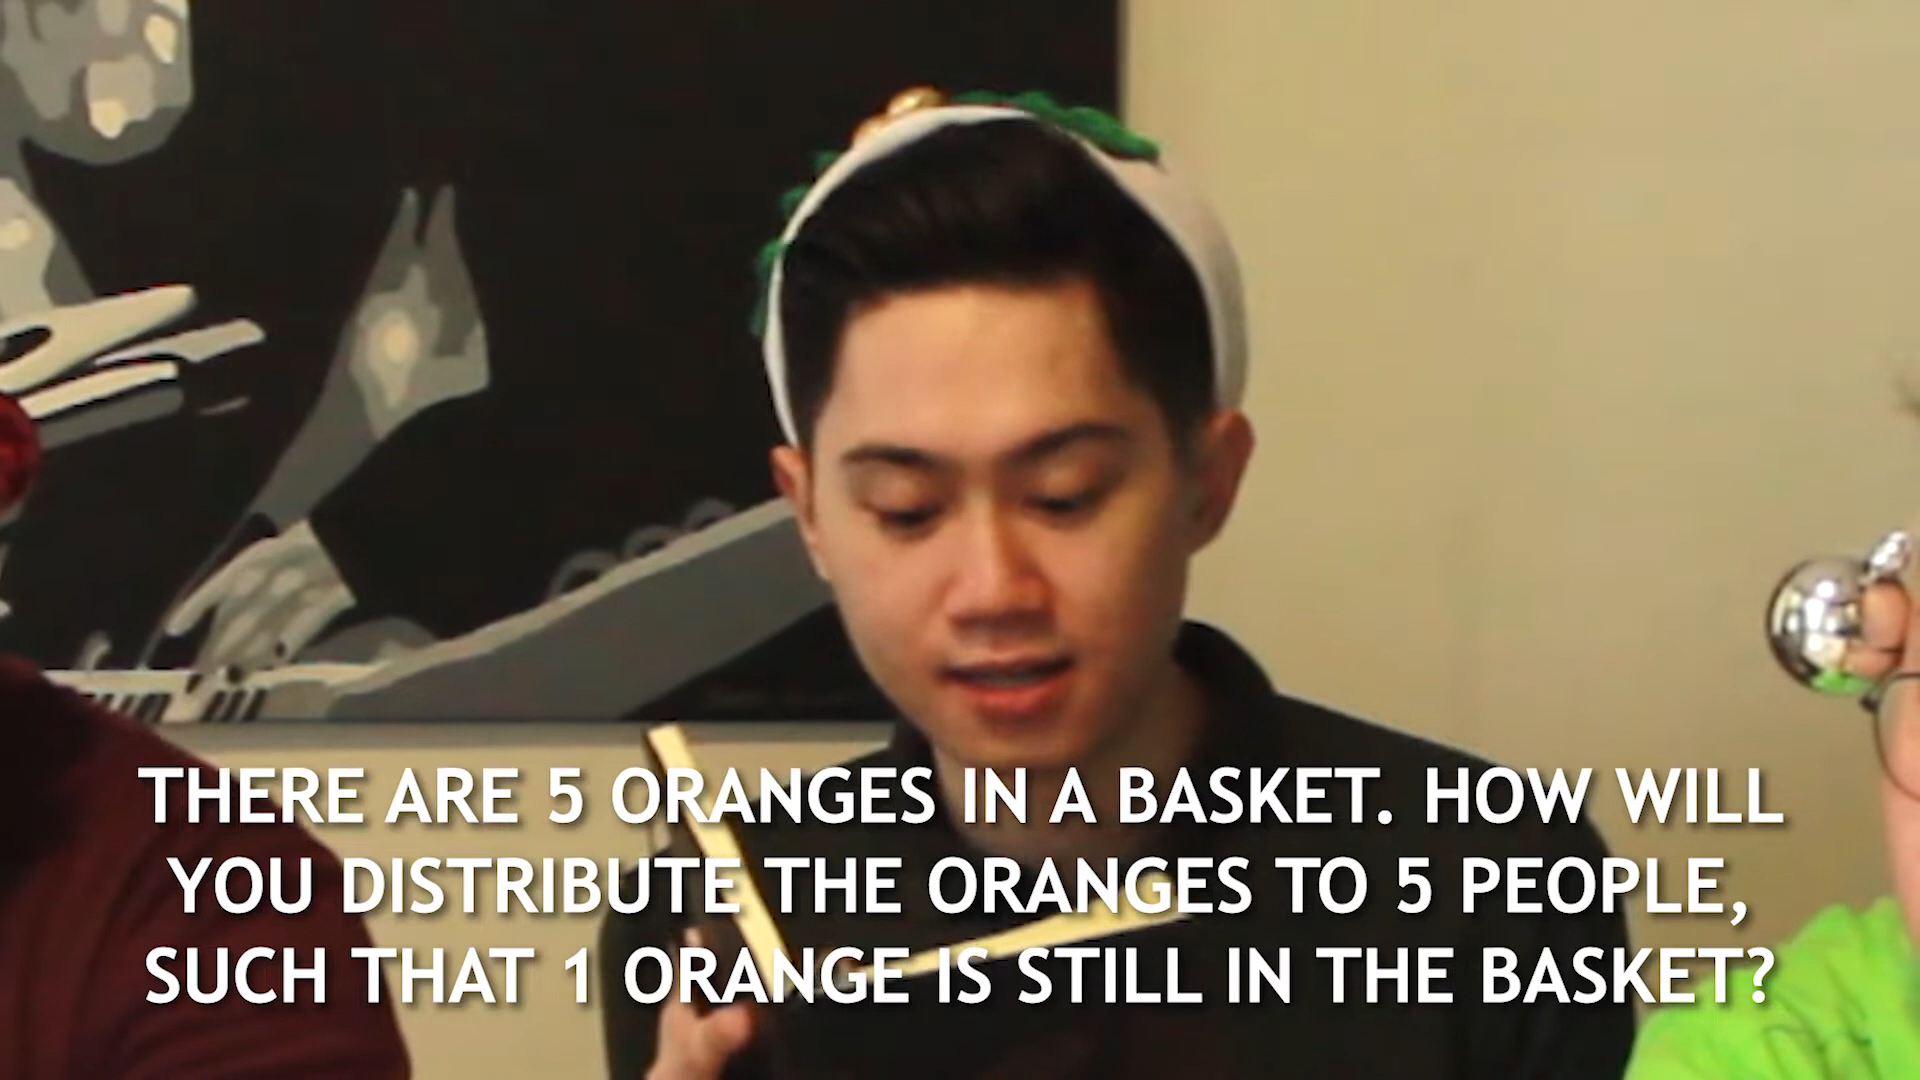 THERE ARE 5 ORANGES IN A BASKET. HOW WILL
YOU DISTRIBUTE THE ORANGES TO 5 PEOPLE,
SUCH THAT 1 ORANGE IS STILL IN THE BASKET?